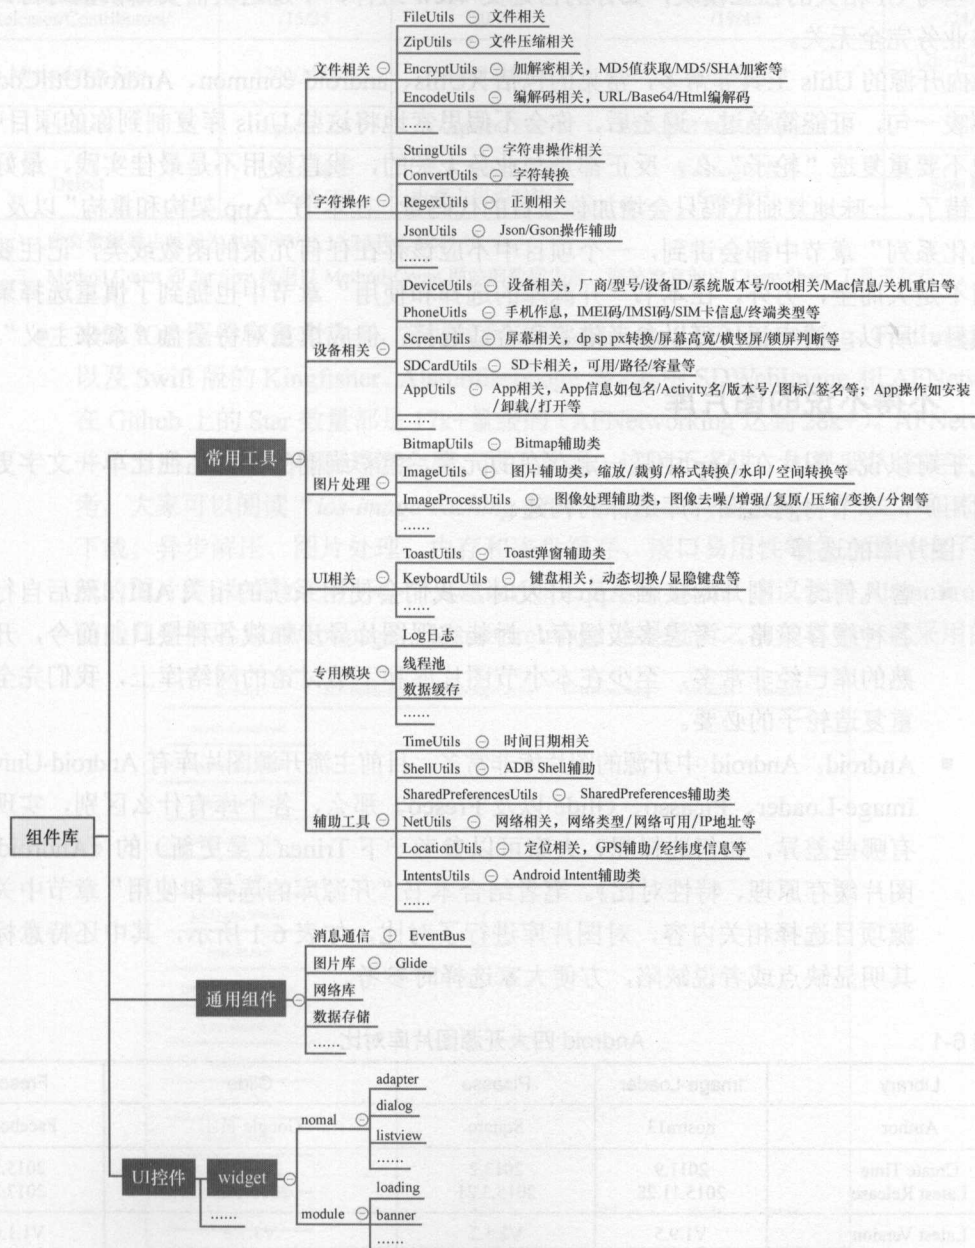 FileUtils 文件相关
ZipUtils 文件压缩相关
文件相关 EncryptUtils 加解密相关，MD5值获取/MD5/SHA加密等
EncodeUtils 编解码相关，URL/Base64/Html编解码
……
StringUtils 字符串操作相关
ConvertUtils 字符转换
字符操作 RegexUtils 正则相关
JsonUtils Json/Gson操作辅助
……
DeviceUtils 设备相关，厂商/型号/设备ID/系统版本号/root相关/Mac信息/关机重启等
PhoneUtils 手机作息，IMEI码/IMSI码/SIM卡信息/终端类型等
设备相关 ScreenUtils 屏幕相关，dp sp px转换/屏幕高宽/横竖屏/锁屏判断等
SDCardUtils SD卡相关，可用/路径/容量等
AppUtils App相关，App信息如包名/Activity名/版本号/图标/签名等；App操作如安装
/卸载/打开等
……
常用工具
BitmapUtils Bitmap辅助类
图片处理 ImageUtils 图片辅助类，缩放/裁剪/格式转换/水印/空间转换等
ImageProcessUtils 图像处理辅助类，图像去噪/增强/复原/压缩/变换/分割等
……
ToastUtils Toast弹窗辅助类
UI相关 KeyboardUtils 键盘相关，动态切换/显隐键盘等
……
Log日志
专用模块 线程池
数据缓存
……
TimeUtils 时间日期相关
ShellUtils ADB Shell辅助
SharedPreferencesUtils SharedPreferences辅助类
辅助工具 NetUtils 网络相关，网络类型/网络可用/IP地址等
LocationUtils 定位相关，GPS辅助/经纬度信息等
IntentsUtils Android Intent辅助类
……
组件库
消息通信 EventBus
图片库 Glide
通用组件 网络库
数据存储
……
adapter
nomal dialog
listview
……
UI控件 widget
……
loading
module banner
……